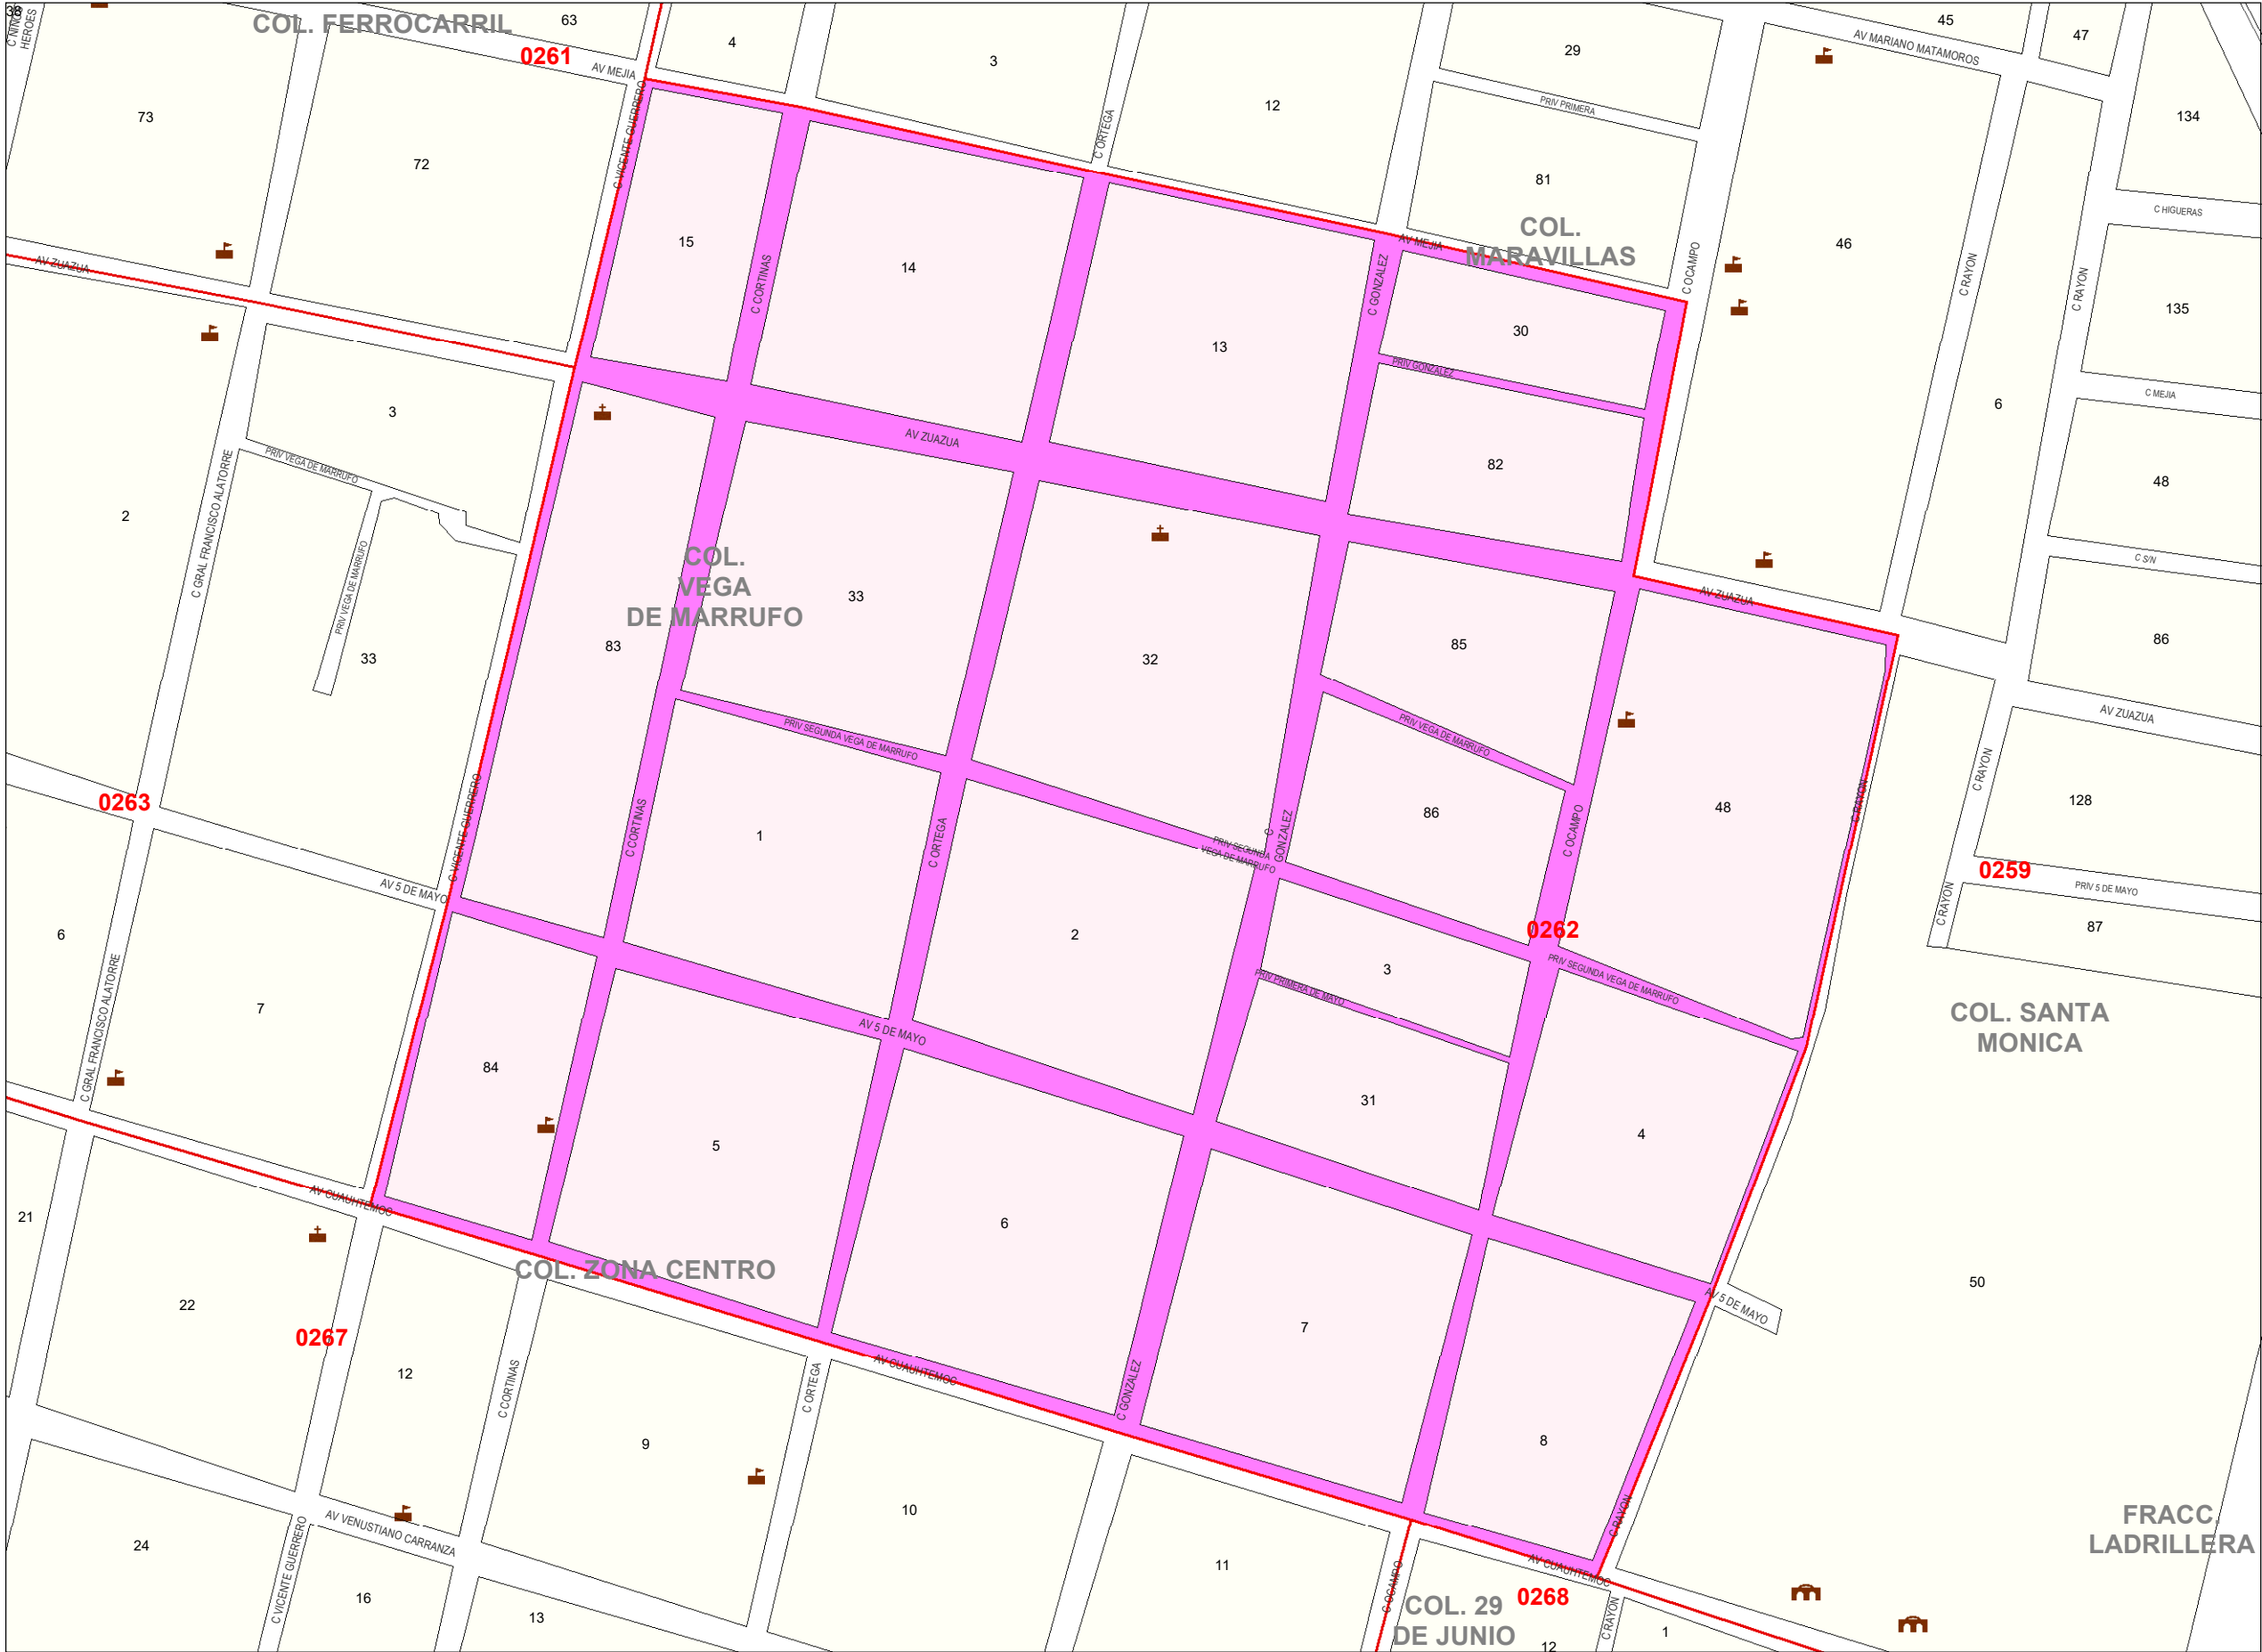 38
C NIÑOS
HEROES
COL. FERROCARRIL
63
0261
AV MEJIA
4
3
12
29
PRIV PRIMERA
AV MARIANO MATAMOROS
45
47
73
72
C VICENTE GUERRERO
C ORTEGA
81
134
C HIGUERAS
COL.
MARAVILLAS
46
AV ZUAZUA
15
C CORTINAS
14
13
C GONZALEZ
AV MEJIA
C OCAMPO
C RAYON
C RAYON
135
30
PRIV GONZALEZ
C MEJIA
3
6
AV ZUAZUA
82
48
2
C GRAL FRANCISCO ALATORRE
PRIV VEGA DE MARRUFO
PRIV VEGA DE MARRUFO
C S/N
COL.
VEGA
DE MARRUFO
33
33
83
32
85
AV ZUAZUA
86
AV ZUAZUA
PRIV SEGUNDA VEGA DE MARRUFO
PRIV VEGA DE MARRUFO
C RAYON
0263
C VICENTE GUERRERO
C CORTINAS
1
C ORTEGA
C
GONZALEZ
PRIV SEGUNDA
VEGA DE MARRUFO
86
C OCAMPO
48
C RAYON
128
0259
AV 5 DE MAYO
PRIV 5 DE MAYO
C RAYON
87
6
2
0262
3
PRIV SEGUNDA VEGA DE MARRUFO
PRIV PRIMERA DE MAYO
7
C GRAL FRANCISCO ALATORRE
AV 5 DE MAYO
COL. SANTA
MONICA
84
31
4
5
21
AV CUAUHTEMOC
6
COL. ZONA CENTRO
50
22
7
AV 5 DE MAYO
0267
12
C CORTINAS
C ORTEGA
AV CUAUHTEMOC
C GONZALEZ
9
8
10
C RAYON
FRACC.
LADRILLERA
24
C VICENTE GUERRERO
AV VENUSTIANO CARRANZA
11
AV CUAUHTEMOC
C OCAMPO
0268
16
13
COL. 29
DE JUNIO
C RAYON
12
1